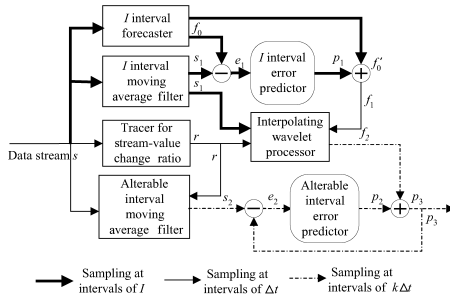 I interval
forecaster
f₀
s₁
I interval
moving
average filter
s₁
e₁
I interval
error
predictor
p₁
f₀′
f₁
Data stream s
Tracer for
stream-value
change ratio
r
r
Interpolating
wavelet
processor
f₂
Alterable
interval
moving
average filter
s₂
e₂
Alterable
interval
error
predictor
p₂
p₃
p₃
Sampling at
intervals of I
Sampling at
intervals of Δt
Sampling at
intervals of kΔt